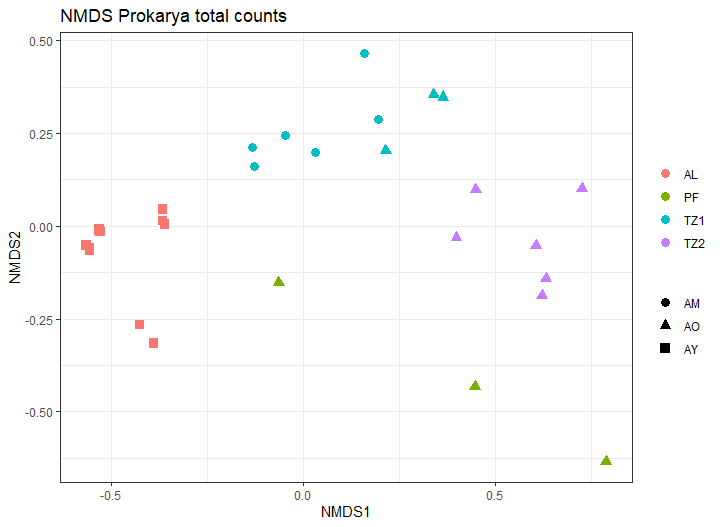 NMDS Prokarya total counts
0.50
0.25
0.00
-0.25
-0.50
NMDS2
-0.5
0.0
0.5
NMDS1
AL
PF
TZ1
TZ2
AM
AO
AY